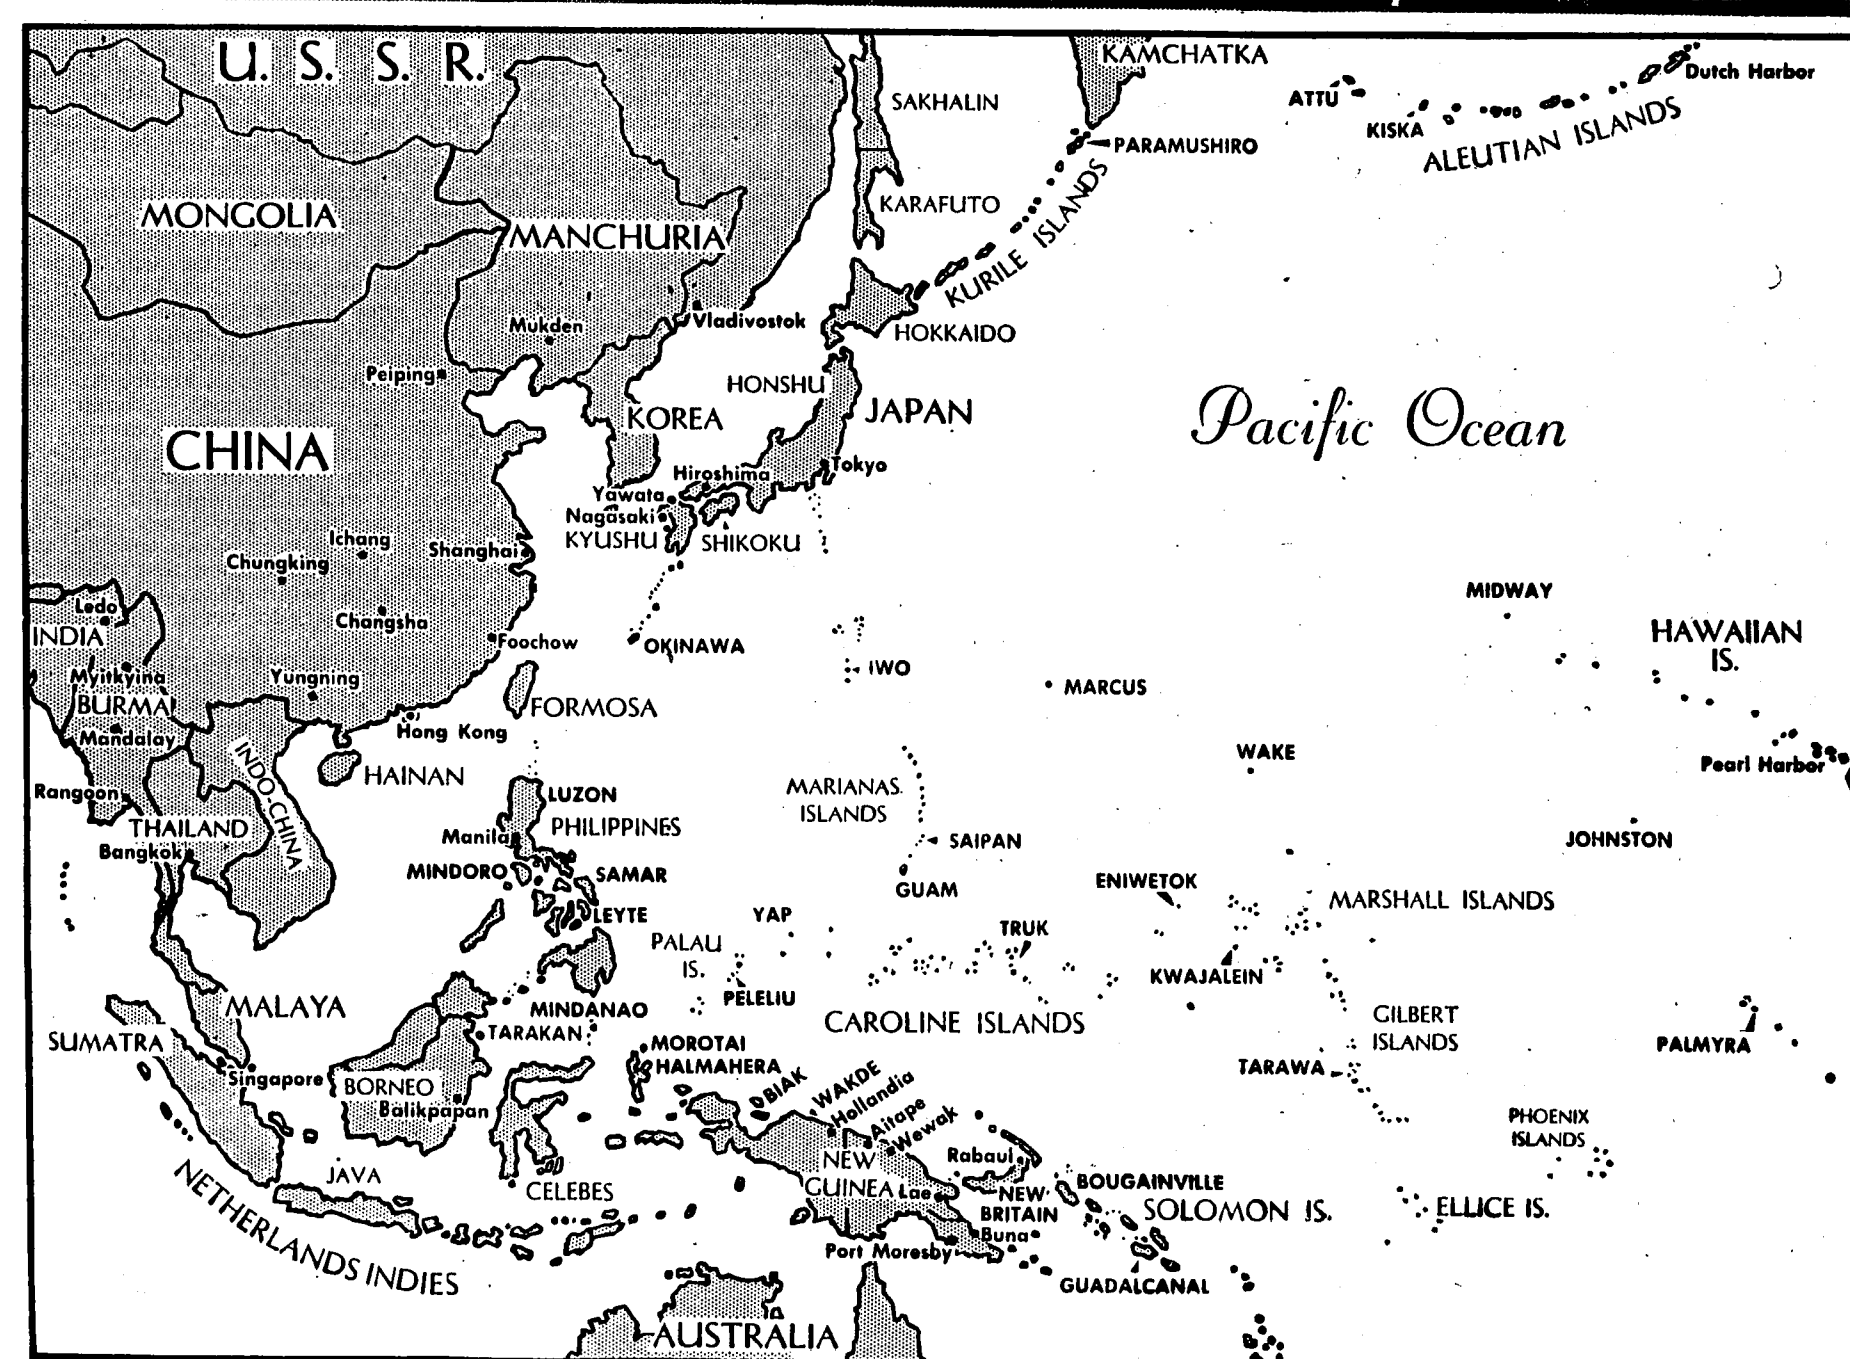 U. S. S. R.
KAMCHATKA
Dutch Harbor
ATTU
SAKHALIN
KISKA
ALEUTIAN ISLANDS
PARAMUSHIRO
KARAFUTO
KURILE ISLANDS
MONGOLIA
MANCHURIA
Mukden
Vladivostok
HOKKAIDO
Peiping
HONSHU
KOREA
JAPAN
Pacific Ocean
CHINA
Tokyo
Hiroshima
Yawata
Nagasaki
KYUSHU
SHIKOKU
Ichang
Shanghai
Chungking
MIDWAY
Ledo
Changsha
INDIA
Foochow
OKINAWA
HAWAIIAN
IS.
IWO
Myitkyina
Yungning
MARCUS
BURMA
FORMOSA
Mandalay
Hong Kong
WAKE
Pearl Harbor
INDO-CHINA
HAINAN
Rangoon
LUZON
MARIANAS
ISLANDS
THAILAND
PHILIPPINES
Manila
SAIPAN
JOHNSTON
Bangkok
MINDORO
SAMAR
GUAM
ENIWETOK
MARSHALL ISLANDS
LEYTE
YAP
TRUK
PALAU
IS.
KWAJALEIN
PELELIU
MALAYA
MINDANAO
CAROLINE ISLANDS
GILBERT
ISLANDS
TARAKAN
SUMATRA
MOROTAI
PALMYRA
HALMAHERA
TARAWA
Singapore
BORNEO
BIAK
WAKDE
Hollandia
Balikpapan
Aitape
Wewak
PHOENIX
ISLANDS
NEW
GUINEA
Rabaul
JAVA
CELEBES
Lae
NEW
BRITAIN
BOUGAINVILLE
SOLOMON IS.
ELLICE IS.
NETHERLANDS INDIES
Buna
Port Moresby
GUADALCANAL
AUSTRALIA